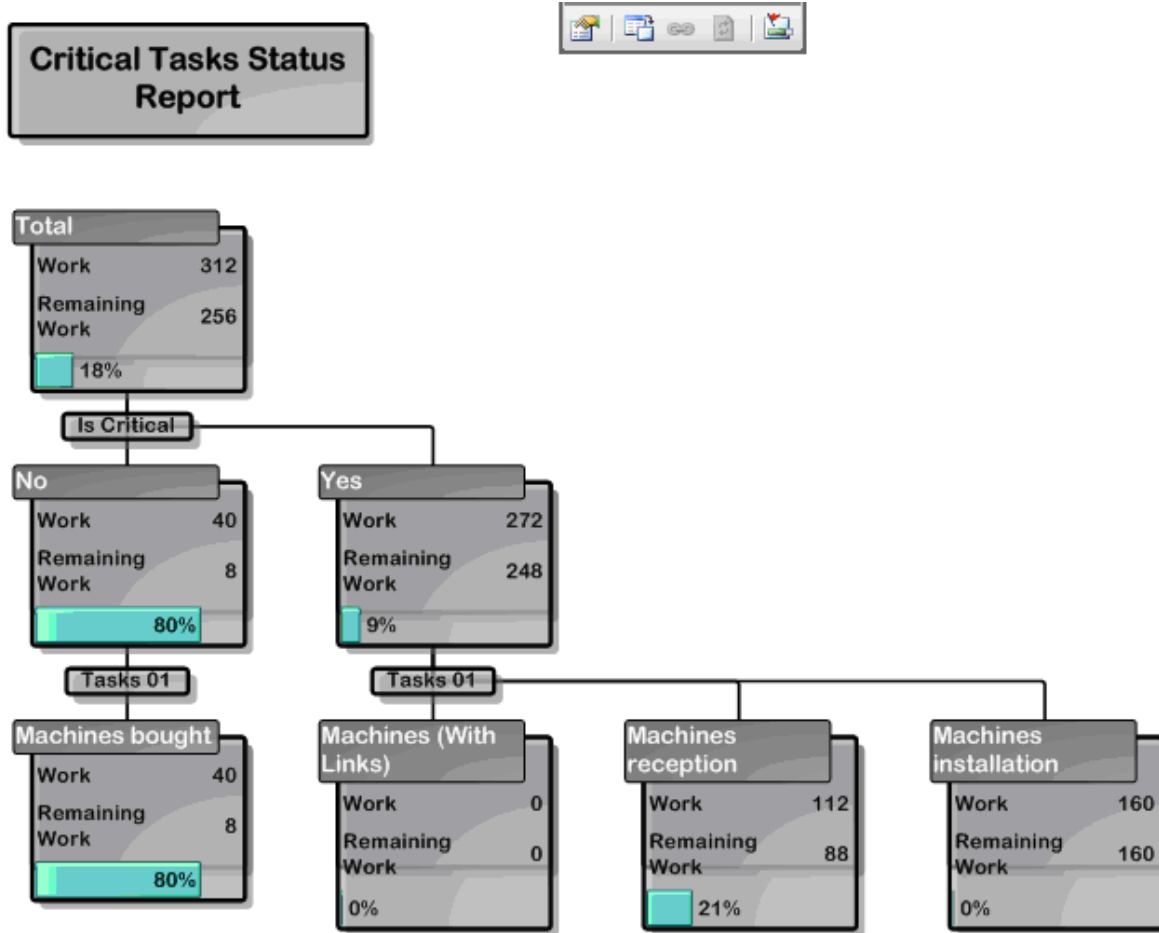 Critical Tasks Status
Report
Total
Work 312
Remaining
Work 256
18%
Is Critical
No
Work 40
Remaining
Work 8
80%
Yes
Work 272
Remaining
Work 248
9%
Tasks 01
Tasks 01
Machines bought
Work 40
Remaining
Work 8
80%
Machines (With
Links)
Work 0
Remaining
Work 0
0%
Machines
reception
Work 112
Remaining
Work 88
21%
Machines
installation
Work 160
Remaining
Work 160
0%